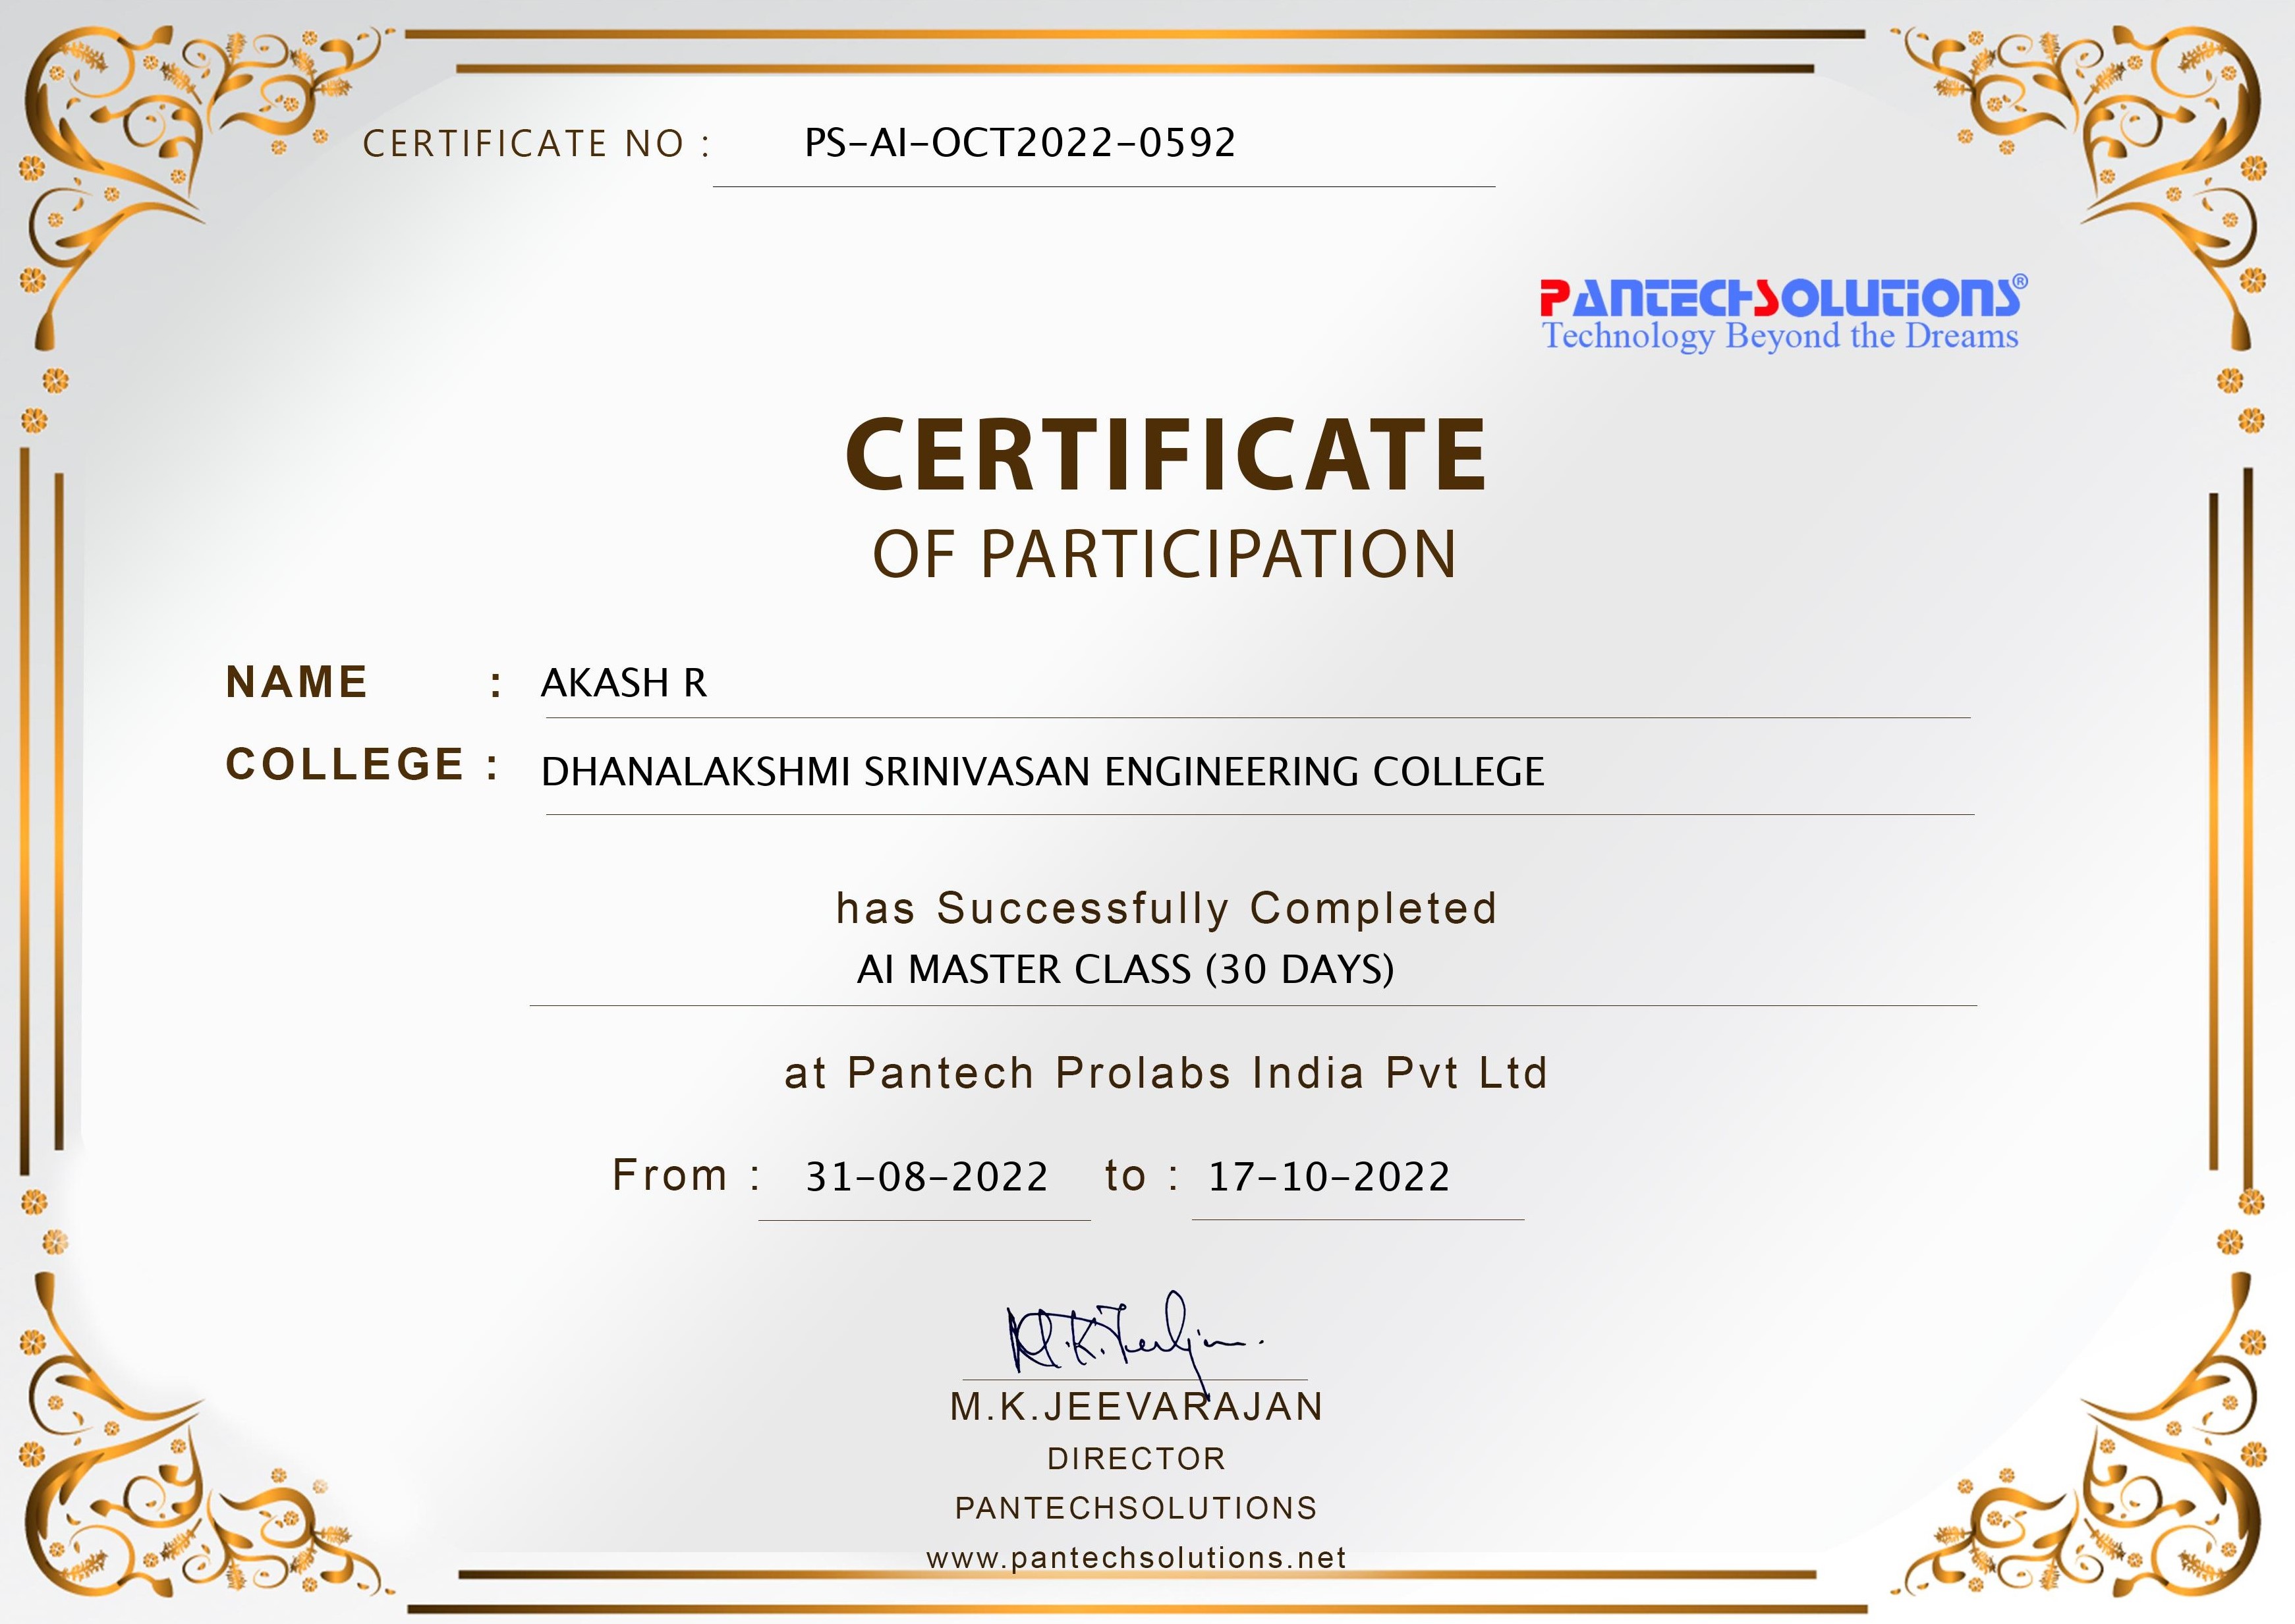 CERTIFICATE NO : PS-AI-OCT2022-0592
PANTECHSOLUTIONS®
Technology Beyond the Dreams
CERTIFICATE
OF PARTICIPATION
NAME : AKASH R
COLLEGE : DHANALAKSHMI SRINIVASAN ENGINEERING COLLEGE
has Successfully Completed
AI MASTER CLASS (30 DAYS)
at Pantech Prolabs India Pvt Ltd
From : 31-08-2022 to : 17-10-2022
M.K.JEEVARAJAN
DIRECTOR
PANTECHSOLUTIONS
www.pantechsolutions.net